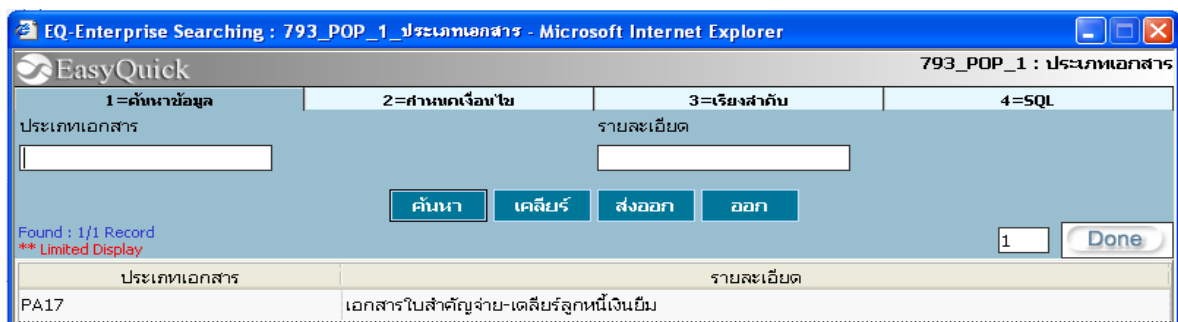 EQ-Enterprise Searching : 793_POP_1_ประเภทเอกสาร - Microsoft Internet Explorer
EasyQuick
793_POP_1 : ประเภทเอกสาร
1=ค้นหาข้อมูล 2=กำหนดเงื่อนไข 3=เรียงลำดับ 4=SQL
ประเภทเอกสาร รายละเอียด
ค้นหา เคลียร์ ส่งออก ออก
Found : 1/1 Record
** Limited Display
1 Done
ประเภทเอกสาร รายละเอียด
PA17 เอกสารใบสำคัญจ่าย-เคลียร์ลูกหนี้เงินยืม